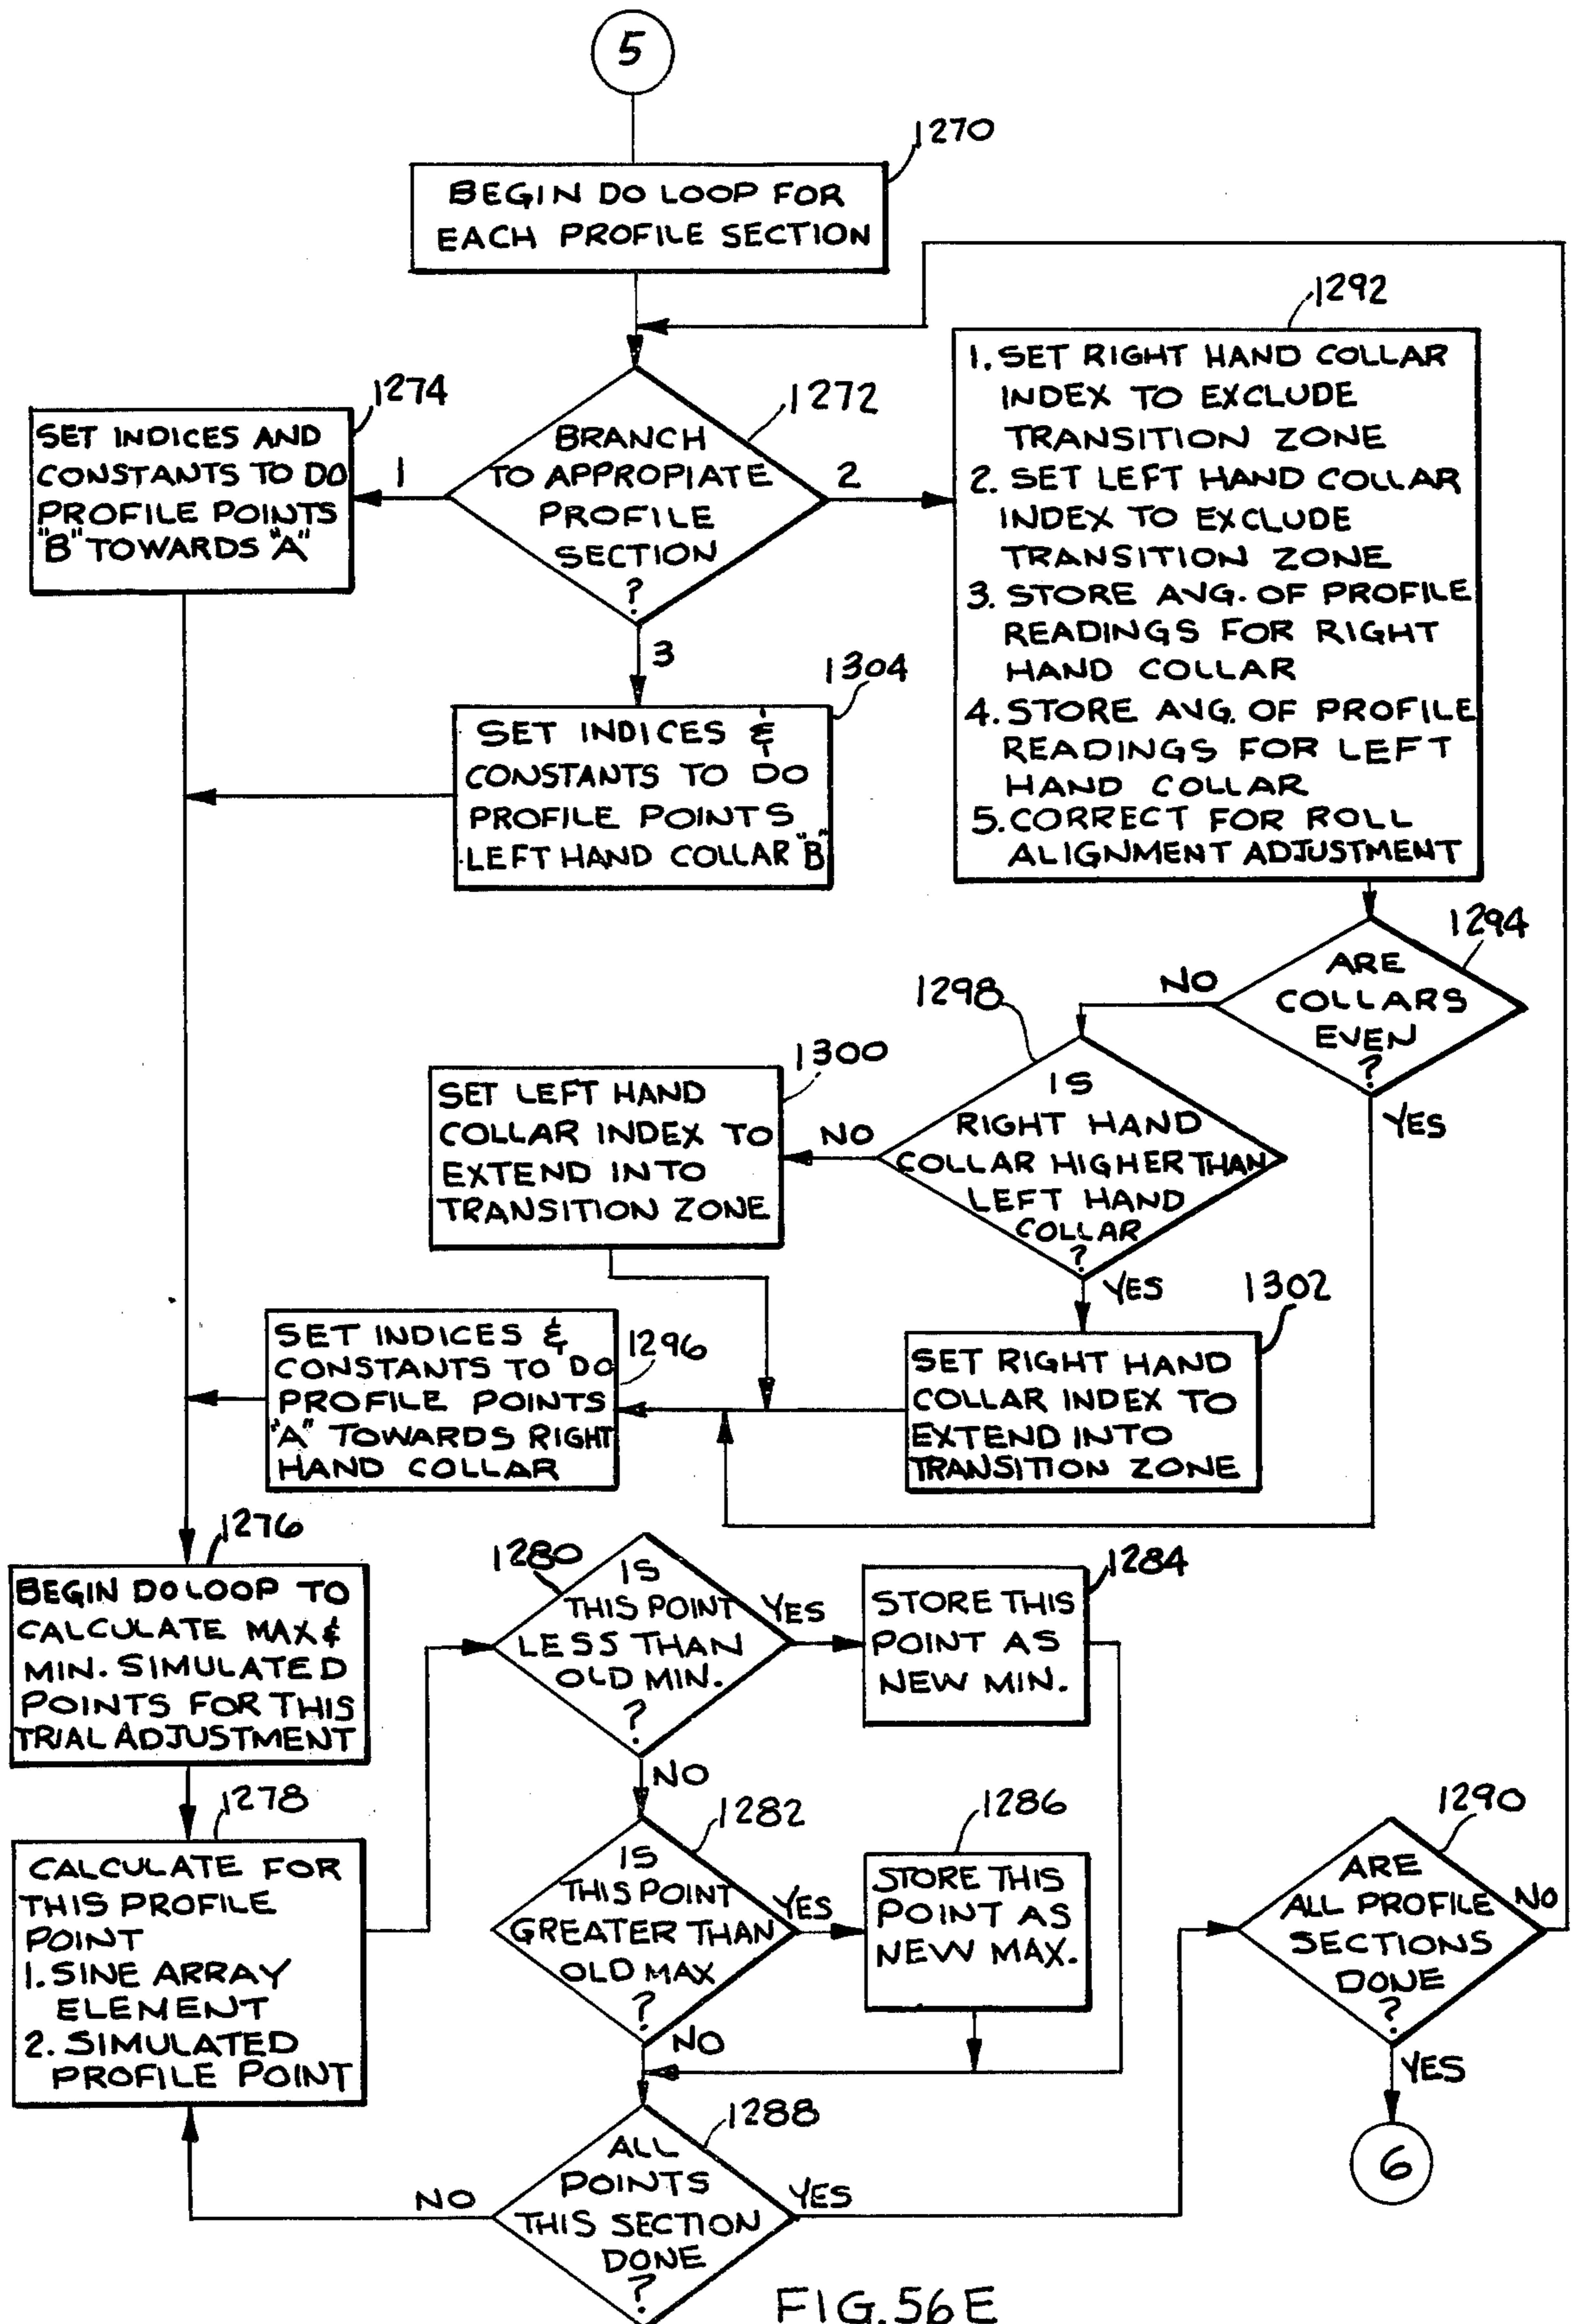 5
1270
BEGIN DO LOOP FOR
EACH PROFILE SECTION
1292
1. SET RIGHT HAND COLLAR
INDEX TO EXCLUDE
TRANSITION ZONE
2. SET LEFT HAND COLLAR
INDEX TO EXCLUDE
TRANSITION ZONE
3. STORE AVG. OF PROFILE
READINGS FOR RIGHT
HAND COLLAR
4. STORE AVG. OF PROFILE
READINGS FOR LEFT
HAND COLLAR
5. CORRECT FOR ROLL
ALIGNMENT ADJUSTMENT
1274
SET INDICES AND
CONSTANTS TO DO
PROFILE POINTS
"B" TOWARDS "A"
1
1272
BRANCH
TO APPROPIATE
PROFILE
SECTION
?
2
3
1304
SET INDICES &
CONSTANTS TO DO
PROFILE POINTS
LEFT HAND COLLAR "B"
1294
ARE
COLLARS
EVEN
?
NO
YES
1298
IS
RIGHT HAND
COLLAR HIGHER THAN
LEFT HAND
COLLAR
?
NO
YES
1300
SET LEFT HAND
COLLAR INDEX TO
EXTEND INTO
TRANSITION ZONE
1302
SET RIGHT HAND
COLLAR INDEX TO
EXTEND INTO
TRANSITION ZONE
1296
SET INDICES &
CONSTANTS TO DO
PROFILE POINTS
"A" TOWARDS RIGHT
HAND COLLAR
1276
BEGIN DO LOOP TO
CALCULATE MAX &
MIN. SIMULATED
POINTS FOR THIS
TRIAL ADJUSTMENT
1278
CALCULATE FOR
THIS PROFILE
POINT
1. SINE ARRAY
ELEMENT
2. SIMULATED
PROFILE POINT
1280
IS
THIS POINT
LESS THAN
OLD MIN.
?
YES
NO
1284
STORE THIS
POINT AS
NEW MIN.
1282
IS
THIS POINT
GREATER THAN
OLD MAX
?
YES
NO
1286
STORE THIS
POINT AS
NEW MAX.
1288
ALL
POINTS
THIS SECTION
DONE
?
NO
YES
1290
ARE
ALL PROFILE
SECTIONS
DONE
?
NO
YES
6
FIG. 56E